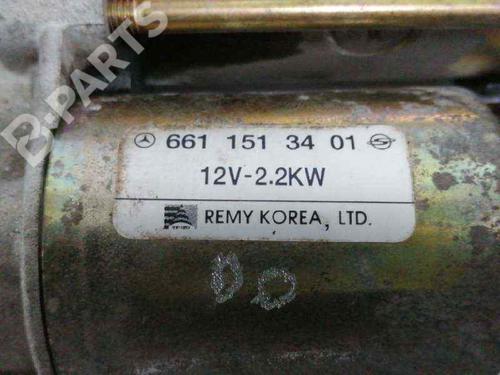 B-PARTS
661 151 34 01
12V-2.2KW
REMY KOREA, LTD.